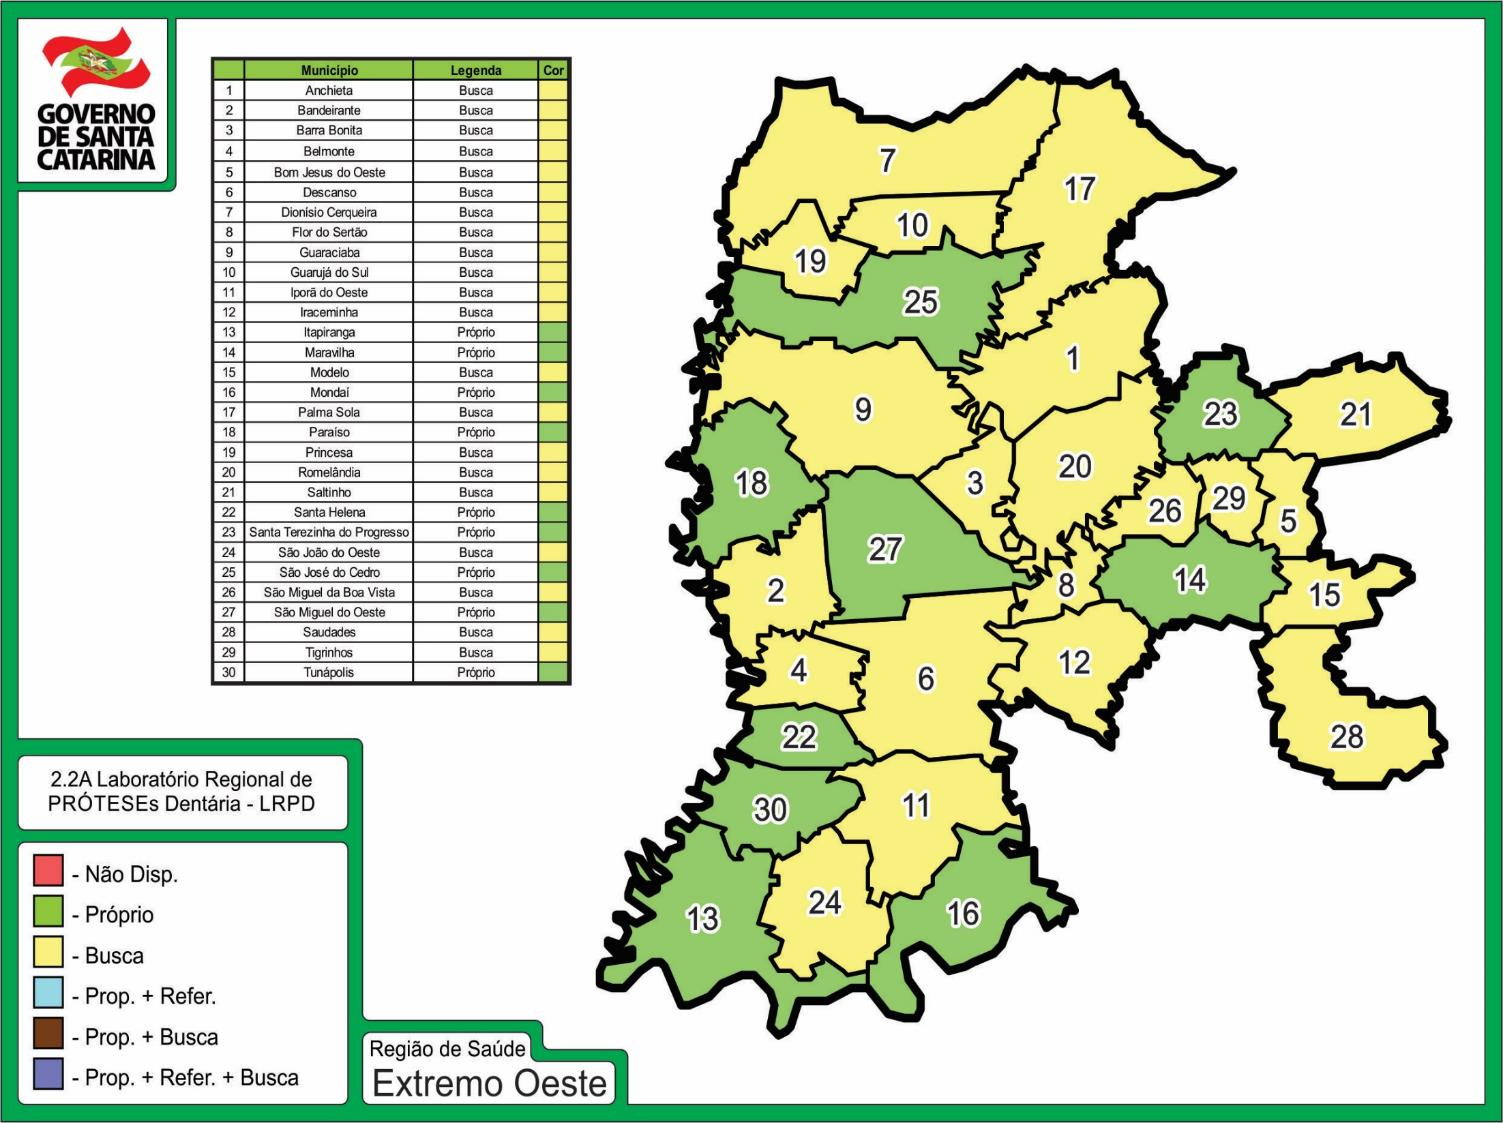 GOVERNO
DE SANTA
CATARINA
Município Legenda Cor
1 Anchieta Busca
2 Bandeirante Busca
3 Barra Bonita Busca
4 Belmonte Busca
5 Bom Jesus do Oeste Busca
6 Descanso Busca
7 Dionísio Cerqueira Busca
8 Flor do Sertão Busca
9 Guaraciaba Busca
10 Guarujá do Sul Busca
11 Iporã do Oeste Busca
12 Iraceminha Busca
13 Itapiranga Próprio
14 Maravilha Próprio
15 Modelo Busca
16 Mondaí Próprio
17 Palma Sola Busca
18 Paraíso Próprio
19 Princesa Busca
20 Romelândia Busca
21 Saltinho Busca
22 Santa Helena Próprio
23 Santa Terezinha do Progresso Próprio
24 São João do Oeste Busca
25 São José do Cedro Próprio
26 São Miguel da Boa Vista Busca
27 São Miguel do Oeste Próprio
28 Saudades Busca
29 Tigrinhos Busca
30 Tunápolis Próprio
7
17
10
19
25
1
9
23
21
18
3
20
26
29
5
27
2
8
14
15
4
6
12
22
28
30
11
13
24
16
2.2A Laboratório Regional de
PRÓTESEs Dentária - LRPD
- Não Disp.
- Próprio
- Busca
- Prop. + Refer.
- Prop. + Busca
- Prop. + Refer. + Busca
Região de Saúde
Extremo Oeste